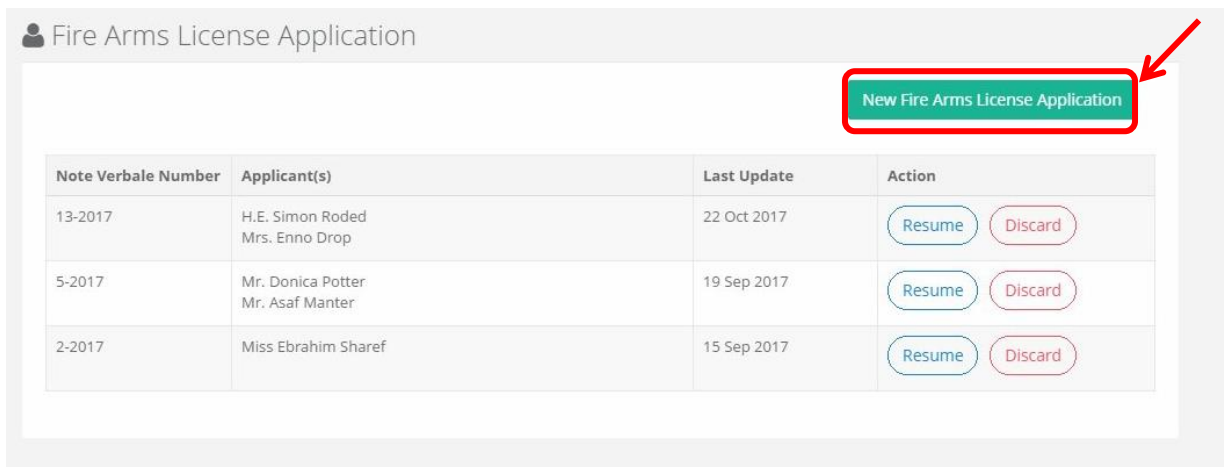 Fire Arms License Application
New Fire Arms License Application
Note Verbale Number Applicant(s) Last Update Action
13-2017 H.E. Simon Roded 22 Oct 2017 Resume Discard
Mrs. Enno Drop
5-2017 Mr. Donica Potter 19 Sep 2017 Resume Discard
Mr. Asaf Manter
2-2017 Miss Ebrahim Sharef 15 Sep 2017 Resume Discard